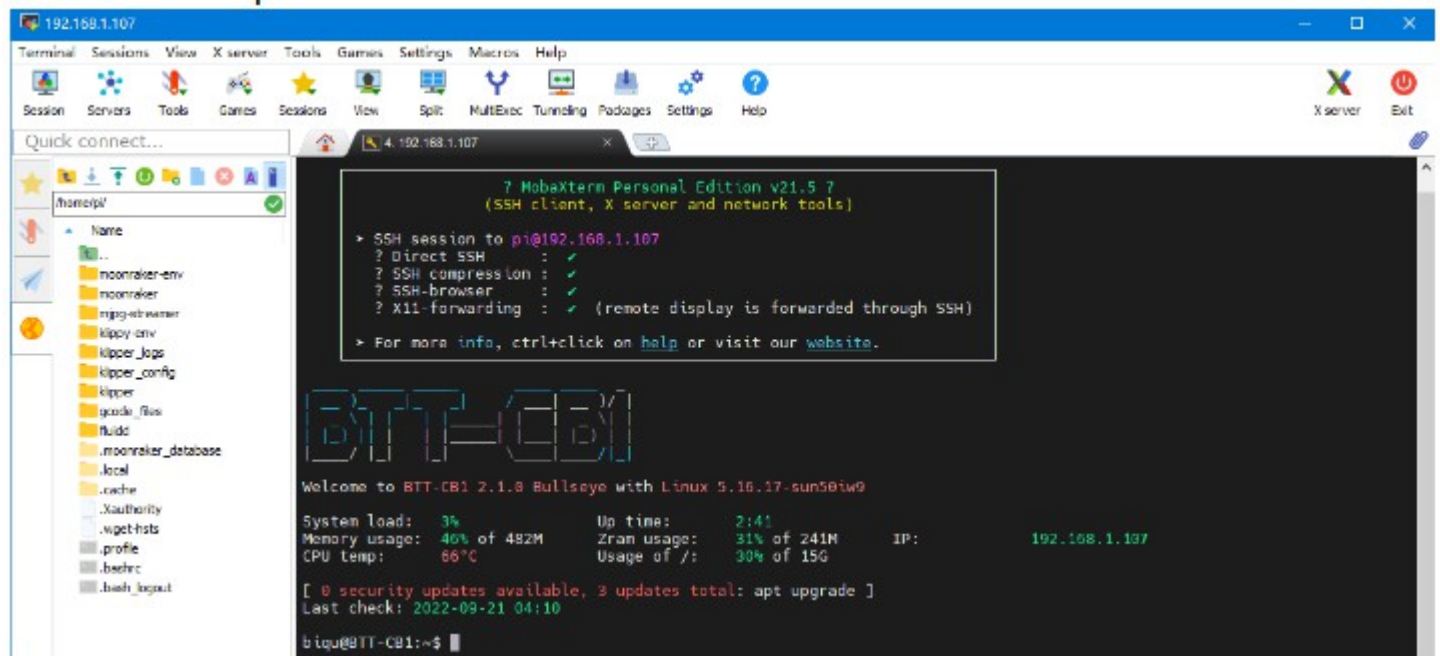 192.168.1.107
Terminal Sessions View X server Tools Games Settings Macros Help
Session Servers Tools Games Sessions View Split MultiExec Tunneling Packages Settings Help X server Exit
Quick connect...
4. 192.168.1.107
/home/pi/
Name
..
moonraker-env
moonraker
mjpg-streamer
klippy-env
klipper_logs
klipper_config
klipper
gcode_files
fluidd
.moonraker_database
.local
.cache
.Xauthority
.wget-hsts
.profile
.bashrc
.bash_logout
? MobaXterm Personal Edition v21.5 ?
(SSH client, X server and network tools)
➤ SSH session to pi@192.168.1.107
? Direct SSH : ✔
? SSH compression : ✔
? SSH-browser : ✔
? X11-forwarding : ✔ (remote display is forwarded through SSH)
➤ For more info, ctrl+click on help or visit our website.
BTT-CB1
Welcome to BTT-CB1 2.1.0 Bullseye with Linux 5.16.17-sun50iw9
System load: 3% Up time: 2:41
Memory usage: 46% of 482M Zram usage: 31% of 241M IP: 192.168.1.107
CPU temp: 66°C Usage of /: 30% of 15G
[ 0 security updates available, 3 updates total: apt upgrade ]
Last check: 2022-09-21 04:10
biqu@BTT-CB1:~$